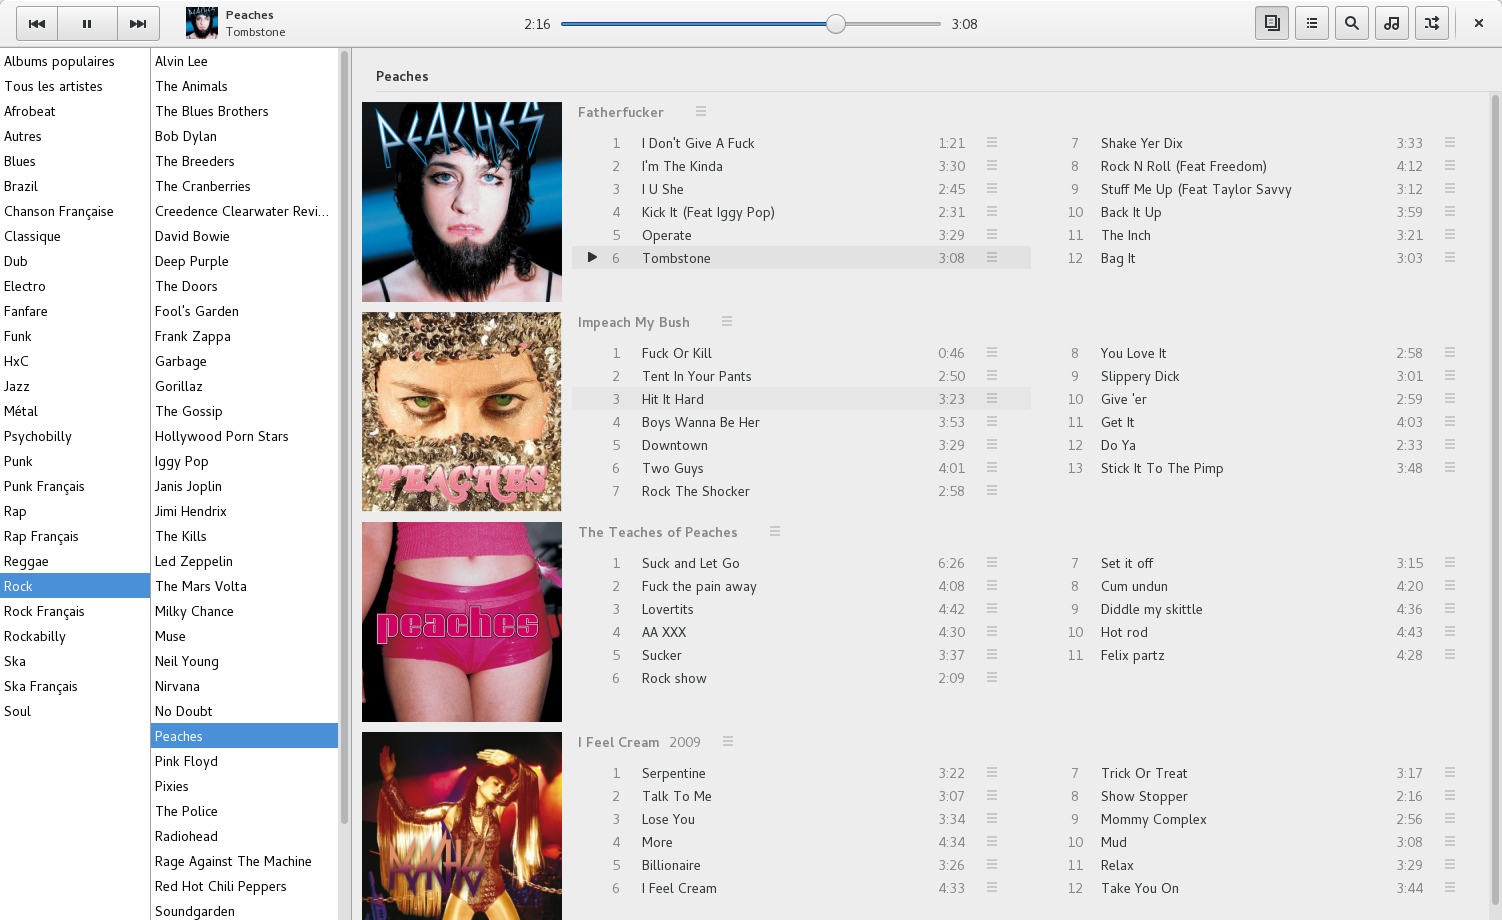 Peaches
Tombstone
2:16
3:08
Albums populaires
Tous les artistes
Afrobeat
Autres
Blues
Brazil
Chanson Française
Classique
Dub
Electro
Fanfare
Funk
HxC
Jazz
Métal
Psychobilly
Punk
Punk Français
Rap
Rap Français
Reggae
Rock
Rock Français
Rockabilly
Ska
Ska Français
Soul
Alvin Lee
The Animals
The Blues Brothers
Bob Dylan
The Breeders
The Cranberries
Creedence Clearwater Revi...
David Bowie
Deep Purple
The Doors
Fool's Garden
Frank Zappa
Garbage
Gorillaz
The Gossip
Hollywood Porn Stars
Iggy Pop
Janis Joplin
Jimi Hendrix
The Kills
Led Zeppelin
The Mars Volta
Milky Chance
Muse
Neil Young
Nirvana
No Doubt
Peaches
Pink Floyd
Pixies
The Police
Radiohead
Rage Against The Machine
Red Hot Chili Peppers
Soundgarden
Peaches
PEACHES
Fatherfucker
1 I Don't Give A Fuck 1:21
2 I'm The Kinda 3:30
3 I U She 2:45
4 Kick It (Feat Iggy Pop) 2:31
5 Operate 3:29
6 Tombstone 3:08
7 Shake Yer Dix 3:33
8 Rock N Roll (Feat Freedom) 4:12
9 Stuff Me Up (Feat Taylor Savvy 3:12
10 Back It Up 3:59
11 The Inch 3:21
12 Bag It 3:03
PEACHES
Impeach My Bush
1 Fuck Or Kill 0:46
2 Tent In Your Pants 2:50
3 Hit It Hard 3:23
4 Boys Wanna Be Her 3:53
5 Downtown 3:29
6 Two Guys 4:01
7 Rock The Shocker 2:58
8 You Love It 2:58
9 Slippery Dick 3:01
10 Give 'er 2:59
11 Get It 4:03
12 Do Ya 2:33
13 Stick It To The Pimp 3:48
peaches
The Teaches of Peaches
1 Suck and Let Go 6:26
2 Fuck the pain away 4:08
3 Lovertits 4:42
4 AA XXX 4:30
5 Sucker 3:37
6 Rock show 2:09
7 Set it off 3:15
8 Cum undun 4:20
9 Diddle my skittle 4:36
10 Hot rod 4:43
11 Felix partz 4:28
I Feel Cream 2009
1 Serpentine 3:22
2 Talk To Me 3:07
3 Lose You 3:34
4 More 4:34
5 Billionaire 3:26
6 I Feel Cream 4:33
7 Trick Or Treat 3:17
8 Show Stopper 2:16
9 Mommy Complex 2:56
10 Mud 3:08
11 Relax 3:29
12 Take You On 3:44